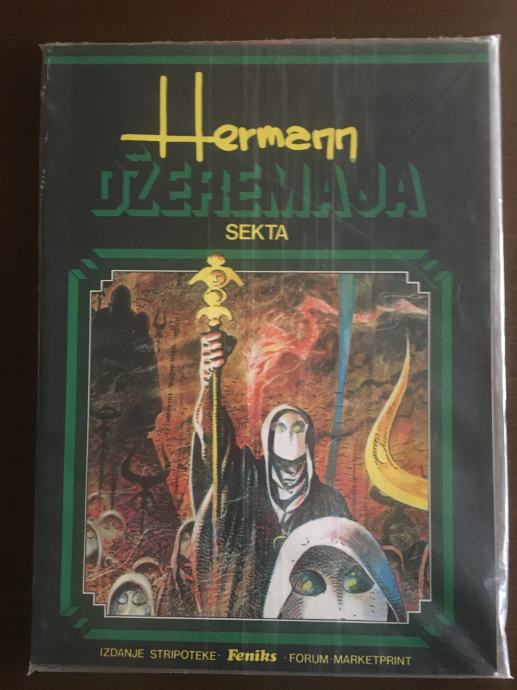 Hermann
DŽEREMAJA
SEKTA
IZDANJE STRIPOTEKE · Feniks · FORUM · MARKETPRINT